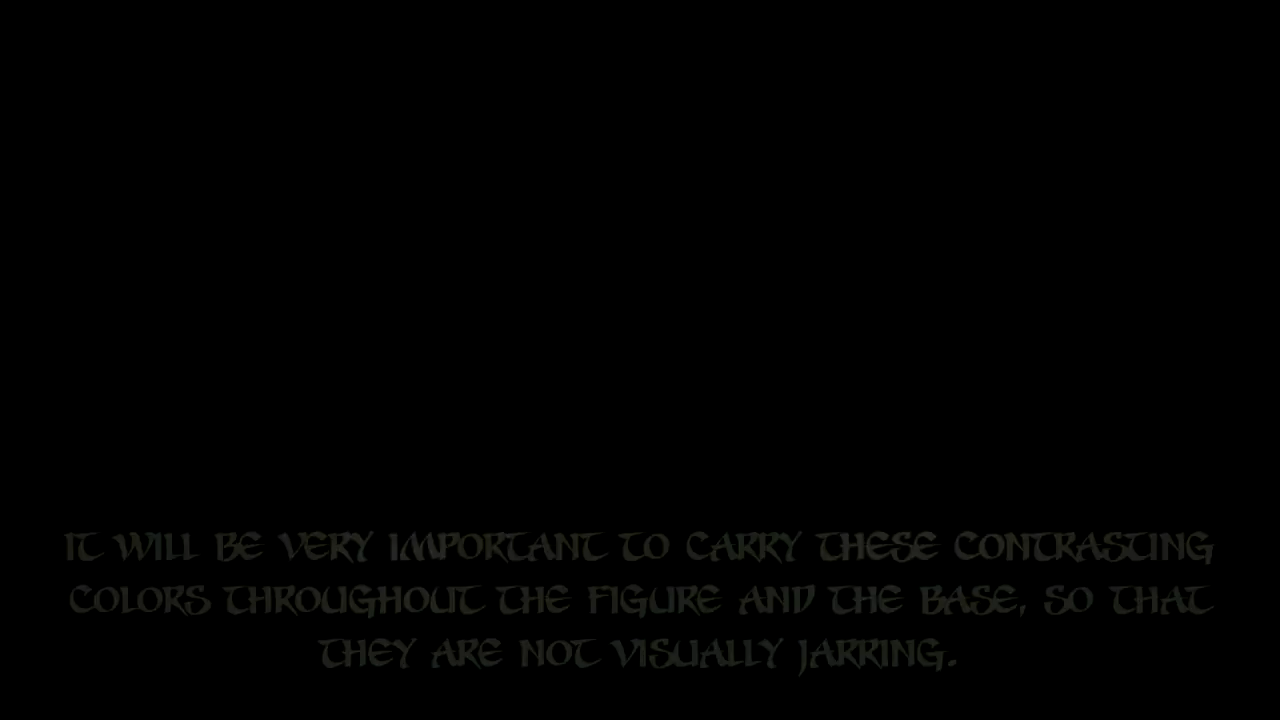 IT WILL BE VERY IMPORTANT TO CARRY THESE CONTRASTING
COLORS THROUGHOUT THE FIGURE AND THE BASE, SO THAT
THEY ARE NOT VISUALLY JARRING.